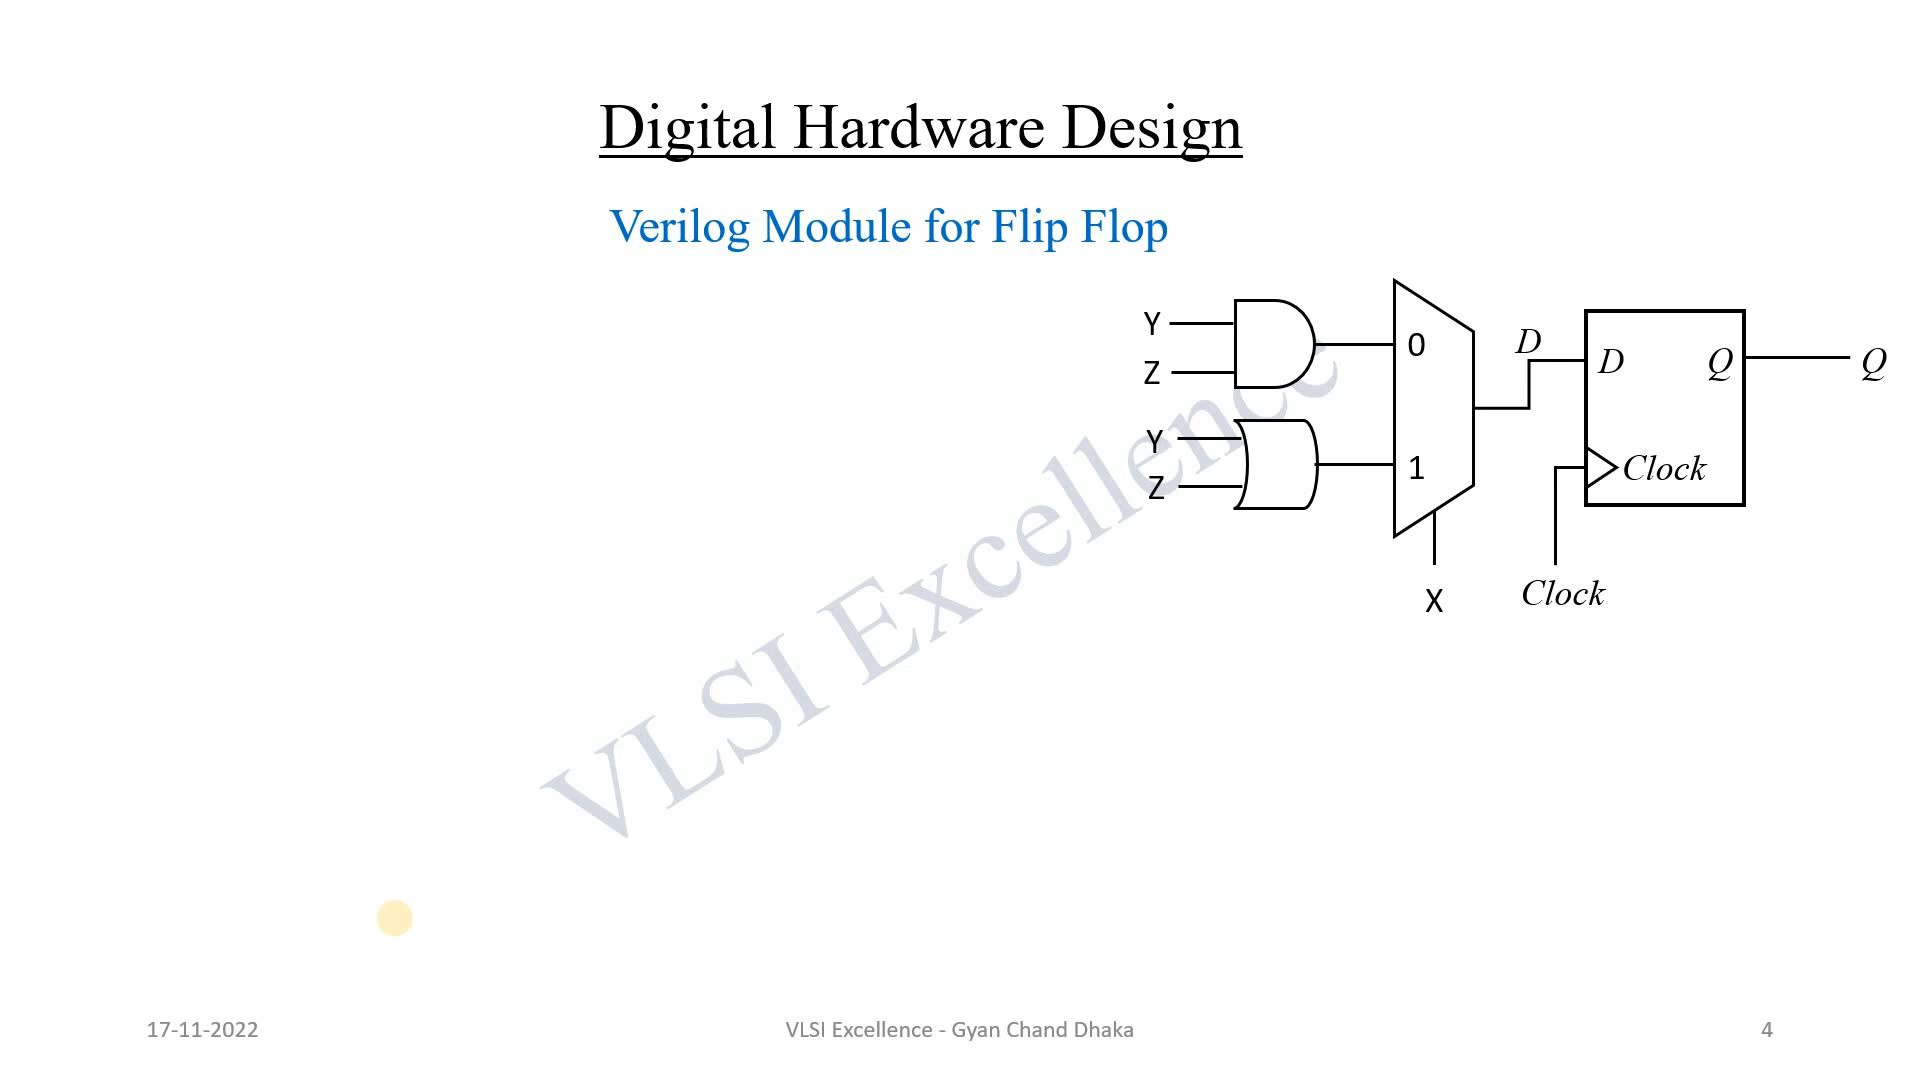 Digital Hardware Design
Verilog Module for Flip Flop
Y
Z
Y
Z
0
1
X
D
D
Q
Q
Clock
Clock
VLSI Excellence
17-11-2022
VLSI Excellence - Gyan Chand Dhaka
4